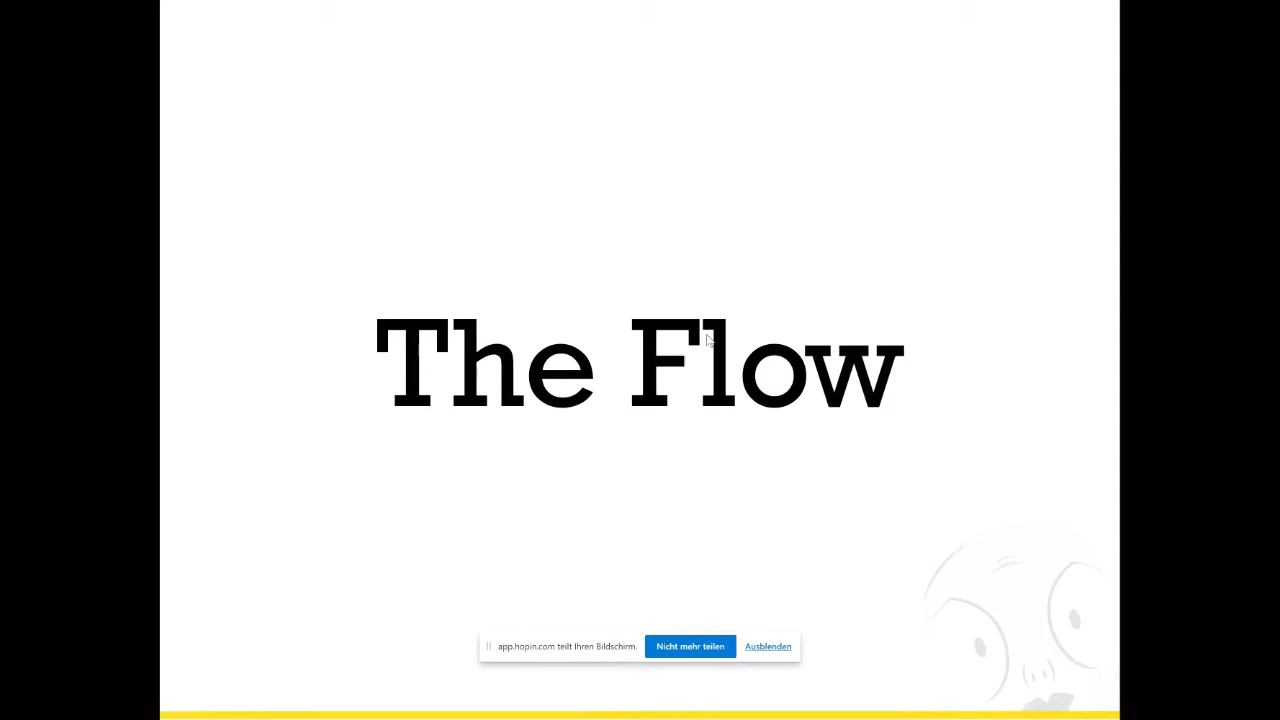 The Flow
app.hopin.com teilt Ihren Bildschirm. Nicht mehr teilen Ausblenden